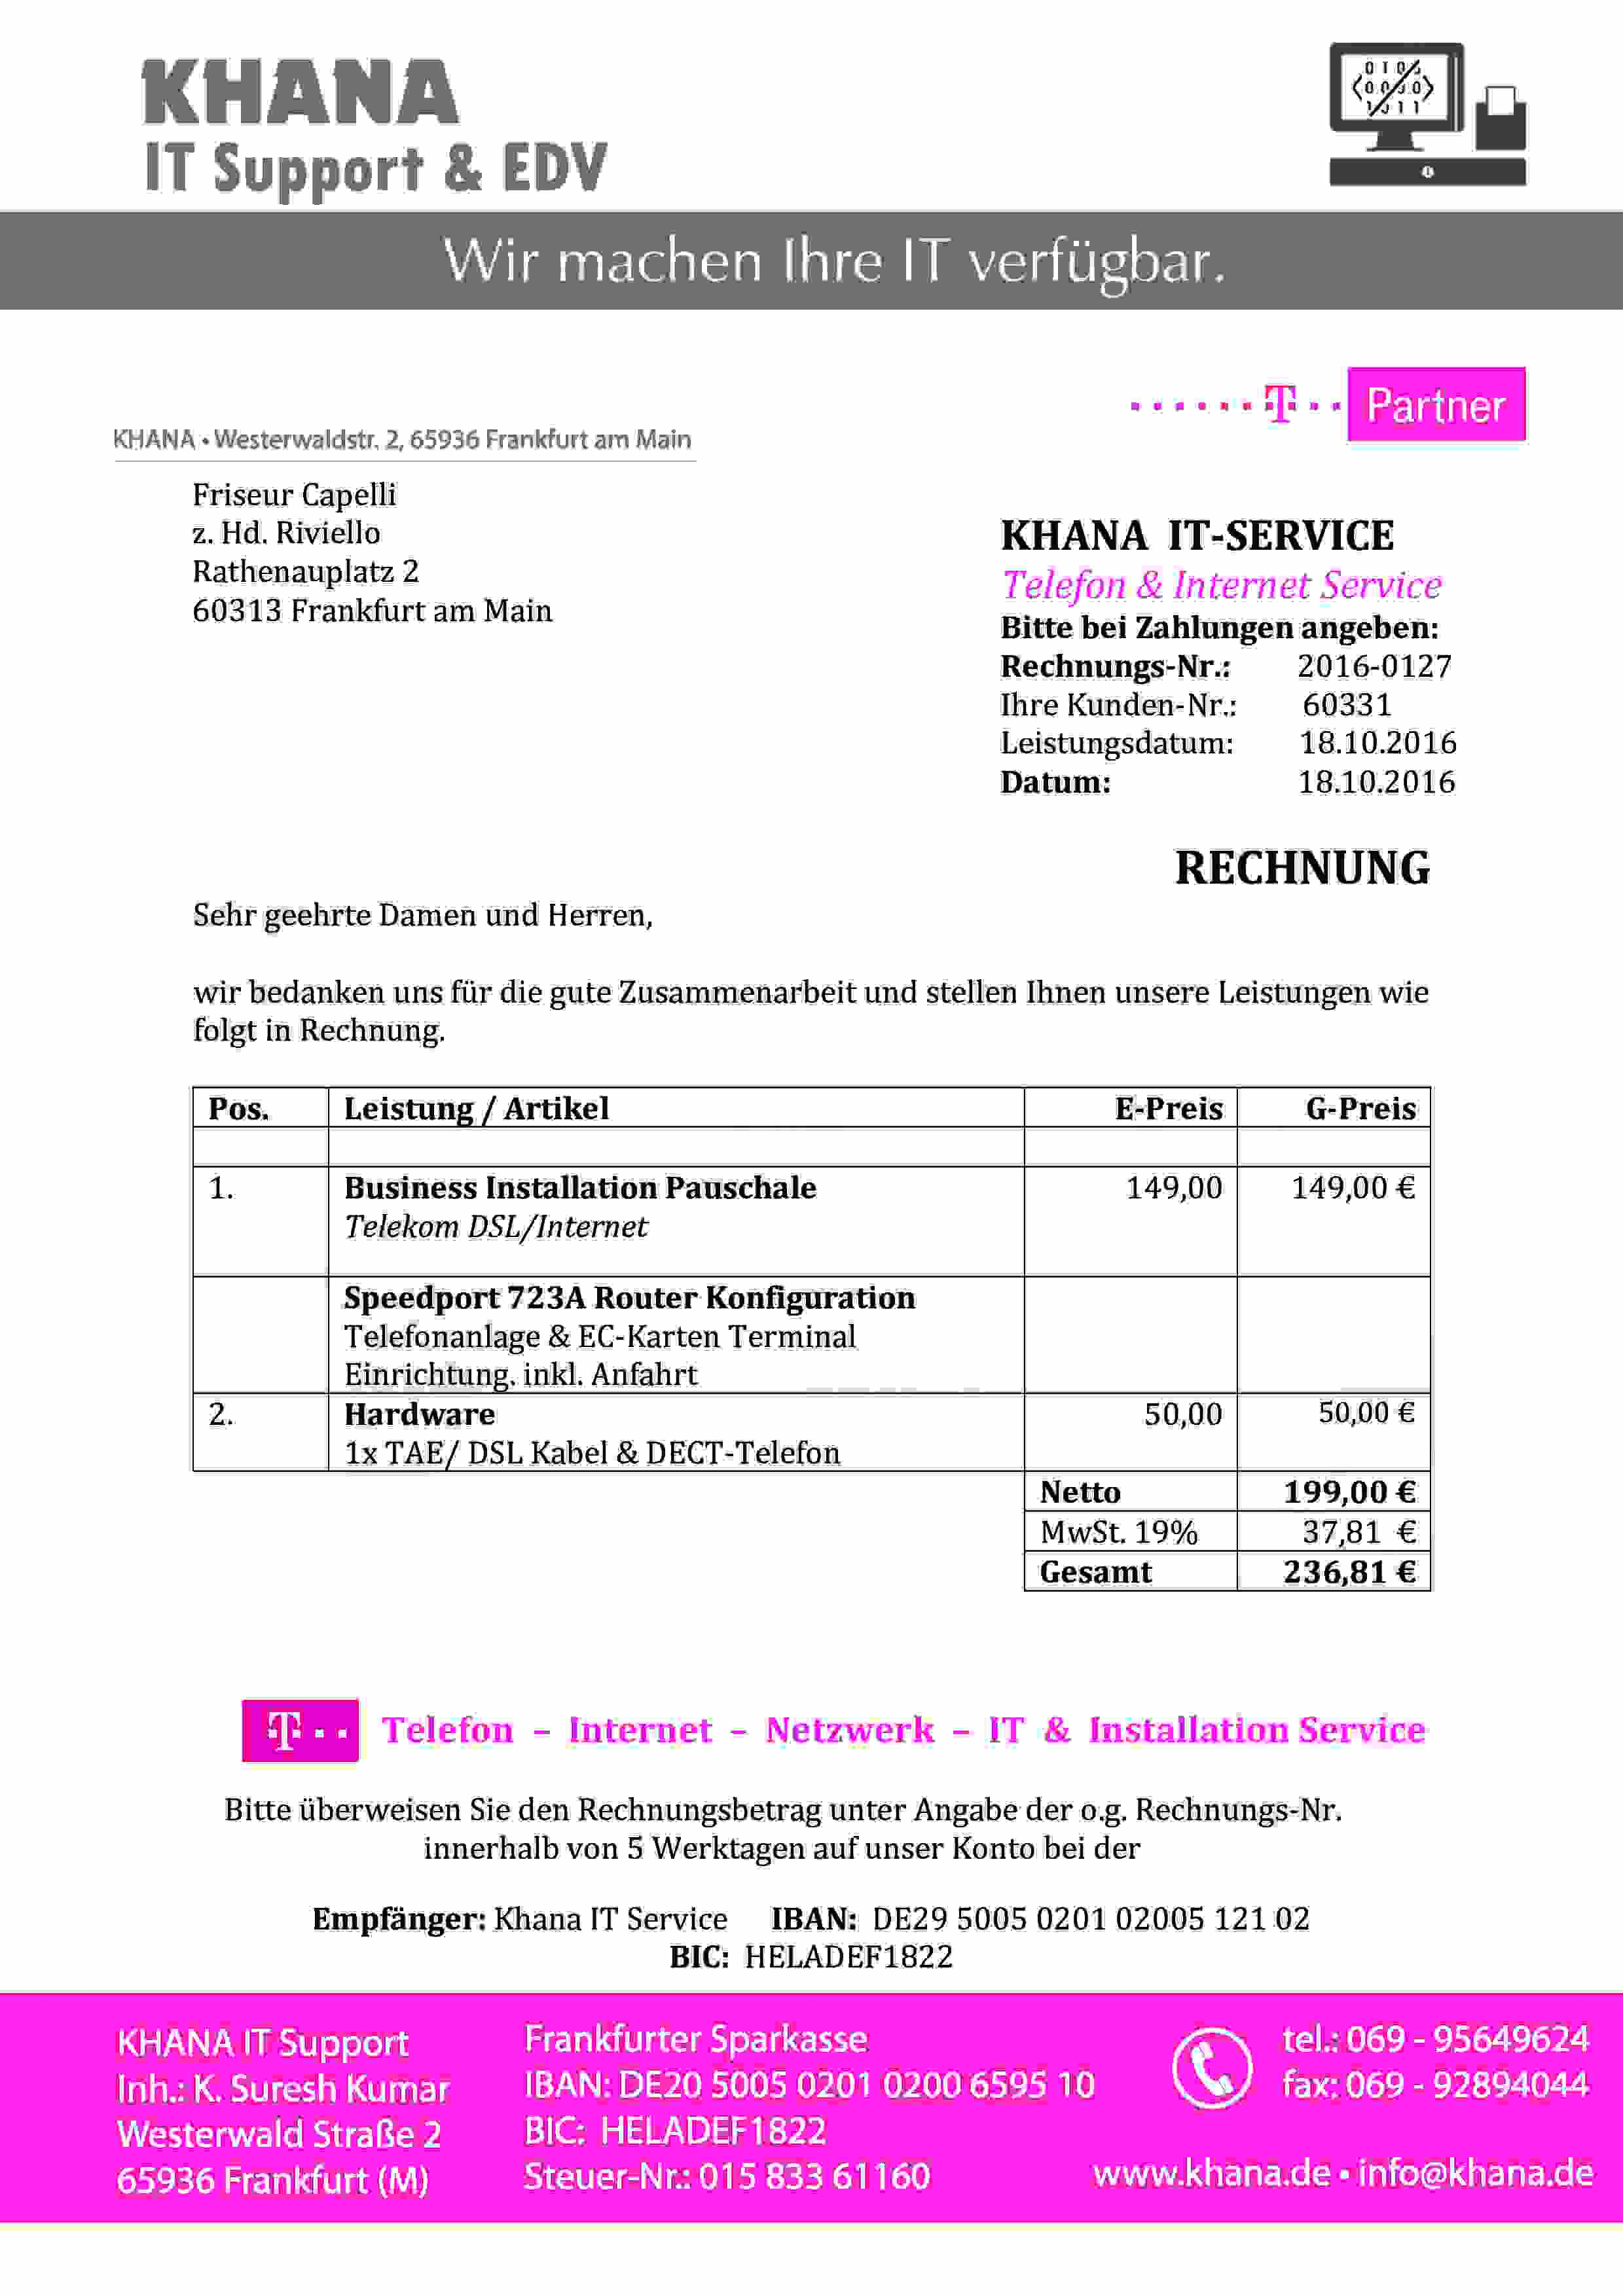 KHANA
IT Support & EDV
Wir machen Ihre IT verfügbar.
T Partner
KHANA • Westerwaldstr. 2, 65936 Frankfurt am Main
Friseur Capelli
z. Hd. Riviello
Rathenauplatz 2
60313 Frankfurt am Main
KHANA IT-SERVICE
Telefon & Internet Service
Bitte bei Zahlungen angeben:
Rechnungs-Nr.: 2016-0127
Ihre Kunden-Nr.: 60331
Leistungsdatum: 18.10.2016
Datum: 18.10.2016
RECHNUNG
Sehr geehrte Damen und Herren,
wir bedanken uns für die gute Zusammenarbeit und stellen Ihnen unsere Leistungen wie
folgt in Rechnung.
Pos. Leistung / Artikel E-Preis G-Preis
1. Business Installation Pauschale 149,00 149,00 €
Telekom DSL/Internet
Speedport 723A Router Konfiguration
Telefonanlage & EC-Karten Terminal
Einrichtung. inkl. Anfahrt
2. Hardware 50,00 50,00 €
1x TAE/ DSL Kabel & DECT-Telefon
Netto 199,00 €
MwSt. 19% 37,81 €
Gesamt 236,81 €
T Telefon – Internet – Netzwerk – IT & Installation Service
Bitte überweisen Sie den Rechnungsbetrag unter Angabe der o.g. Rechnungs-Nr.
innerhalb von 5 Werktagen auf unser Konto bei der
Empfänger: Khana IT Service IBAN: DE29 5005 0201 02005 121 02
BIC: HELADEF1822
KHANA IT Support
Inh.: K. Suresh Kumar
Westerwald Straße 2
65936 Frankfurt (M)
Frankfurter Sparkasse
IBAN: DE20 5005 0201 0200 6595 10
BIC: HELADEF1822
Steuer-Nr.: 015 833 61160
tel.: 069 - 95649624
fax: 069 - 92894044
www.khana.de • info@khana.de